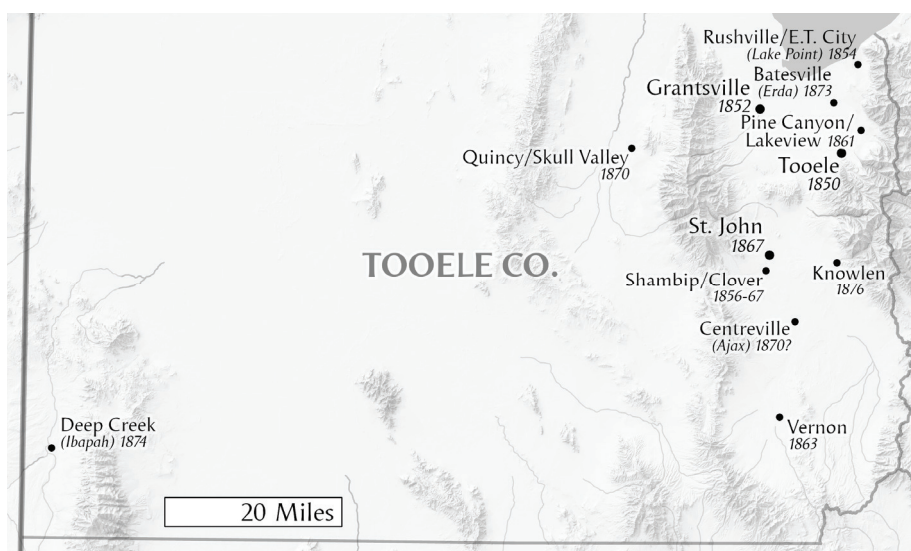 Rushville/E.T. City
(Lake Point) 1854
Batesville
(Erda) 1873
Grantsville
1852
Pine Canyon/
Lakeview 1861
Tooele
1850
Quincy/Skull Valley
1870
St. John
1867
TOOELE CO.
Shambip/Clover
1856-67
Knowlen
18/6
Centreville
(Ajax) 1870?
Deep Creek
(Ibapah) 1874
Vernon
1863
20 Miles